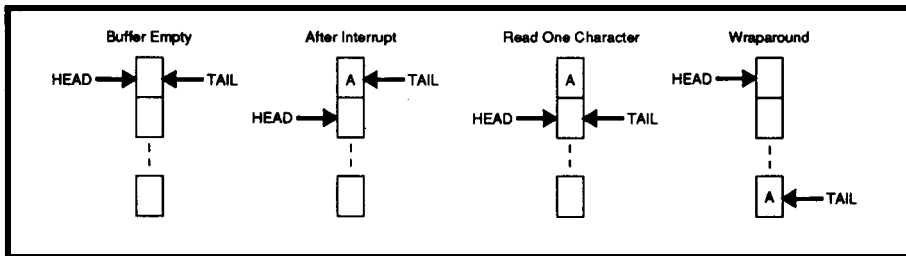 Buffer Empty
After Interrupt
Read One Character
Wraparound
HEAD
TAIL
A
TAIL
HEAD
A
HEAD
TAIL
HEAD
A
TAIL